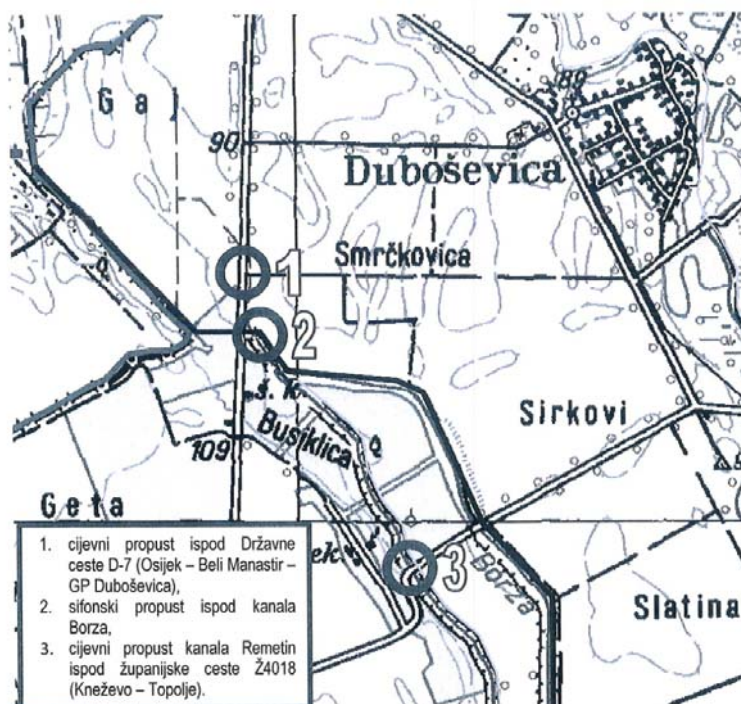 Gaj
90
89
Duboševica
1
Smrčkovica
2
š. k.
Busiklica
Sirkovi
109
Geta
3
Borza
Slatina
1. cijevni propust ispod Državne
ceste D-7 (Osijek – Beli Manastir –
GP Duboševica),
2. sifonski propust ispod kanala
Borza,
3. cijevni propust kanala Remetin
ispod županijske ceste Ž4018
(Kneževo – Topolje).